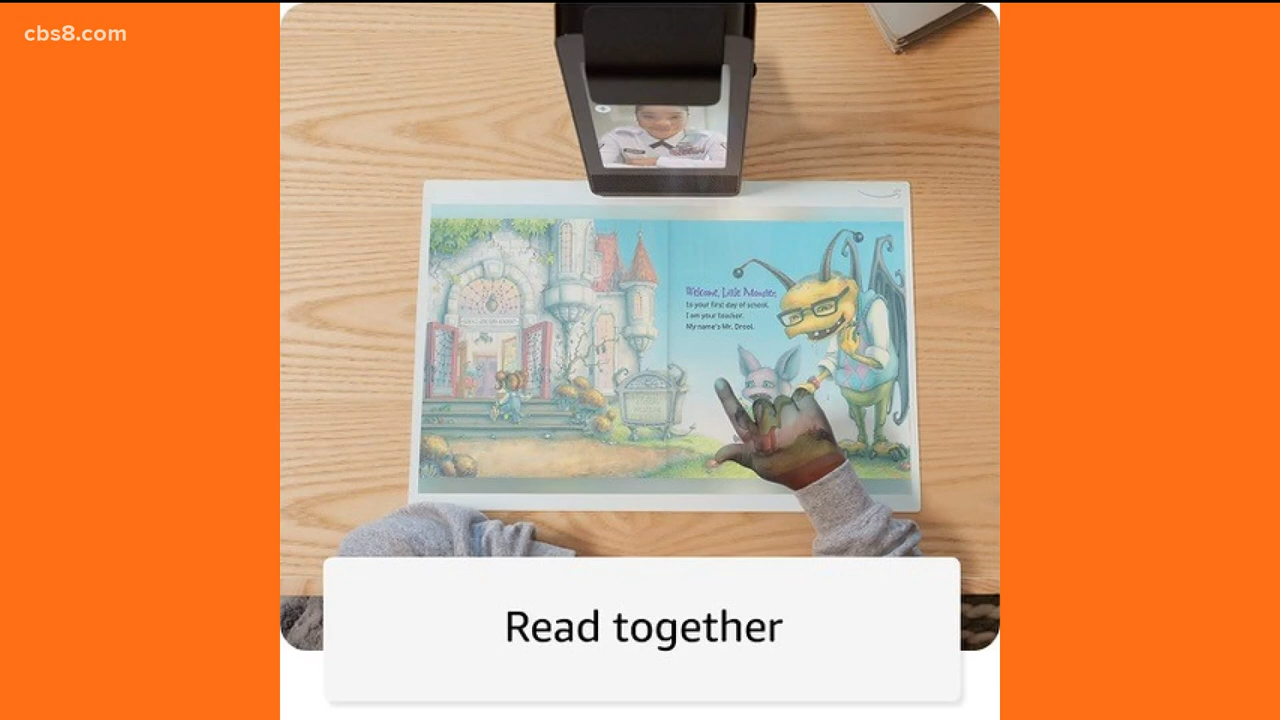 cbs8.com
Welcome, Little Monster,
to your first day of school.
I am your teacher.
My name's Mr. Drool.
Read together